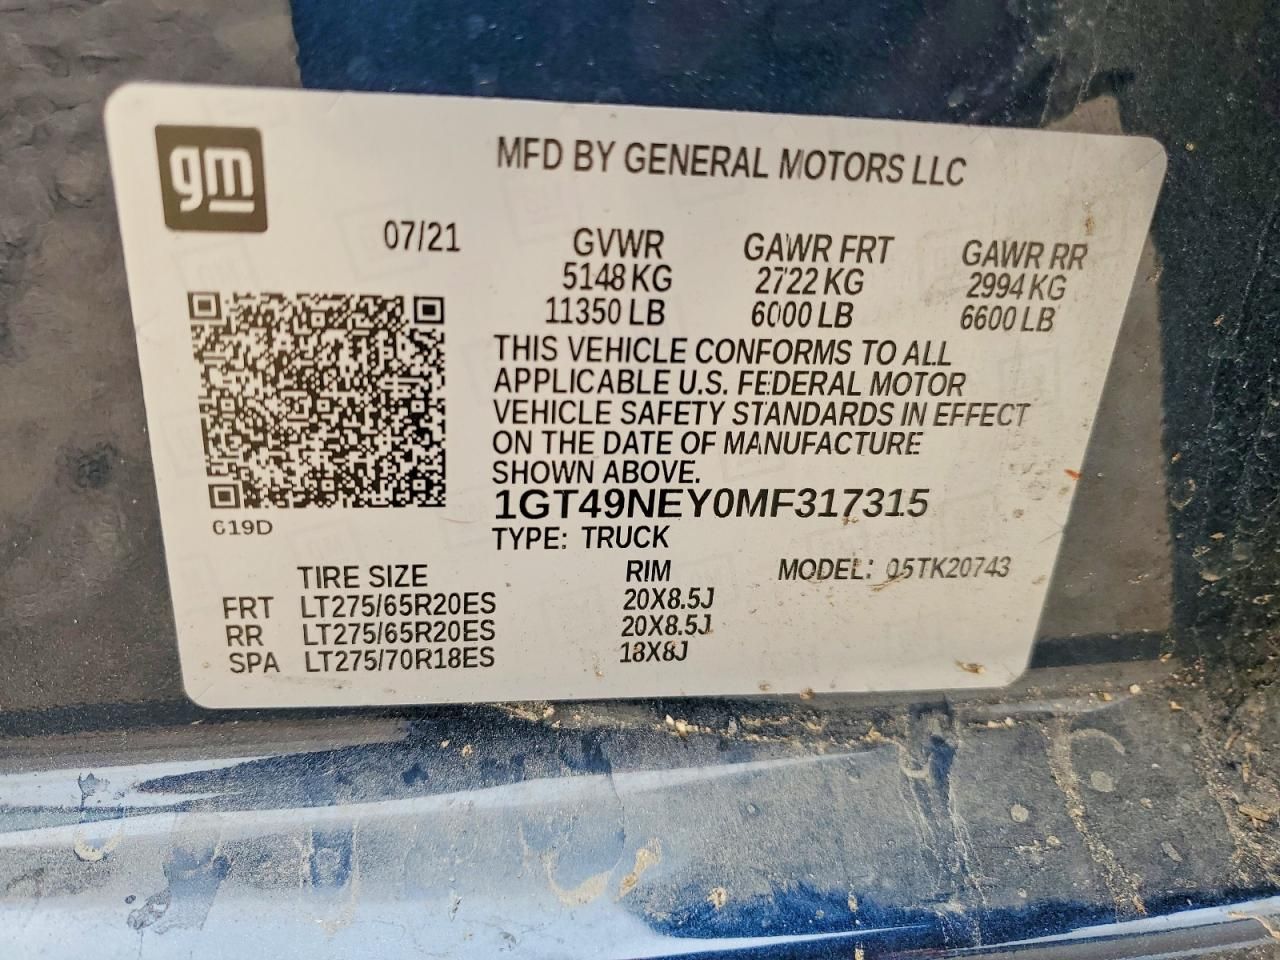 gm
MFD BY GENERAL MOTORS LLC
07/21
GVWR GAWR FRT GAWR RR
5148 KG 2722 KG 2994 KG
11350 LB 6000 LB 6600 LB
THIS VEHICLE CONFORMS TO ALL
APPLICABLE U.S. FEDERAL MOTOR
VEHICLE SAFETY STANDARDS IN EFFECT
ON THE DATE OF MANUFACTURE
SHOWN ABOVE.
1GT49NEY0MF317315
G19D
TYPE: TRUCK
TIRE SIZE RIM MODEL: 05TK20743
FRT LT275/65R20ES 20X8.5J
RR LT275/65R20ES 20X8.5J
SPA LT275/70R18ES 18X8J